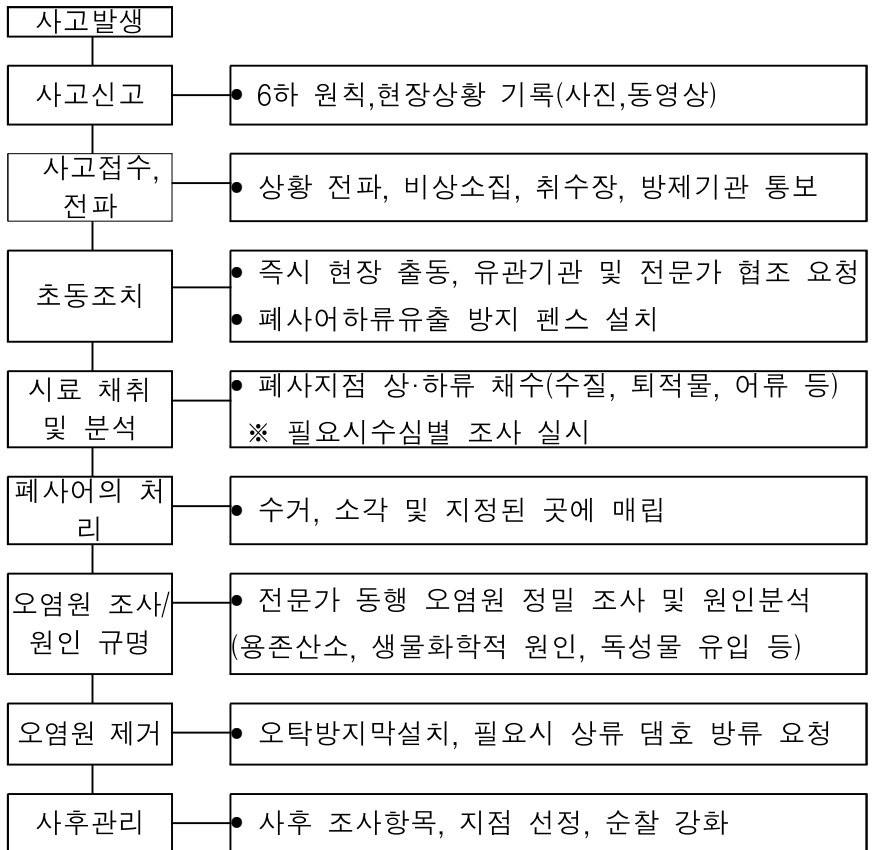 사고발생
사고신고
• 6하 원칙,현장상황 기록(사진,동영상)
사고접수,
전파
• 상황 전파, 비상소집, 취수장, 방제기관 통보
초동조치
• 즉시 현장 출동, 유관기관 및 전문가 협조 요청
• 폐사어하류유출 방지 펜스 설치
시료 채취
및 분석
• 폐사지점 상·하류 채수(수질, 퇴적물, 어류 등)
※ 필요시수심별 조사 실시
폐사어의 처
리
• 수거, 소각 및 지정된 곳에 매립
오염원 조사/
원인 규명
• 전문가 동행 오염원 정밀 조사 및 원인분석
(용존산소, 생물화학적 원인, 독성물 유입 등)
오염원 제거
• 오탁방지막설치, 필요시 상류 댐호 방류 요청
사후관리
• 사후 조사항목, 지점 선정, 순찰 강화